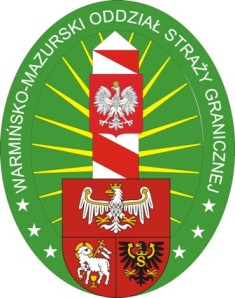 WARMIŃSKO-MAZURSKI ODDZIAŁ STRAŻY GRANICZNEJ
S